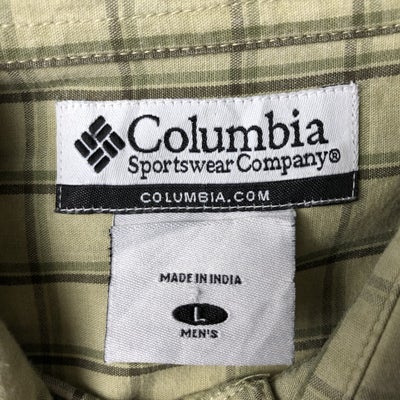 Columbia
Sportswear Company®
COLUMBIA.COM
MADE IN INDIA
L
MEN'S